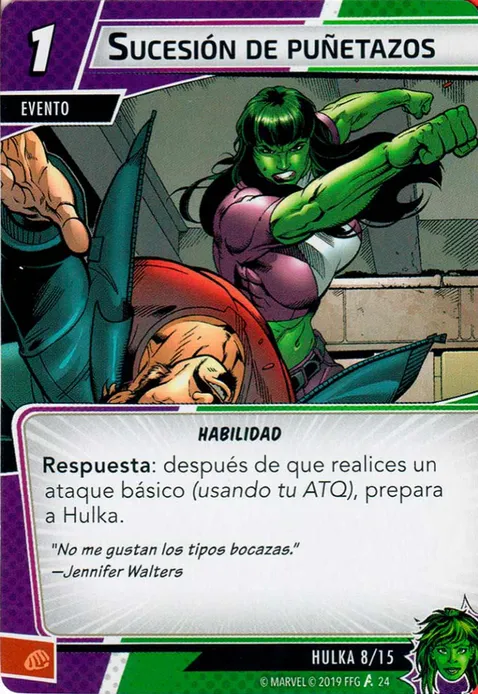 1
SUCESIÓN DE PUÑETAZOS
EVENTO
HABILIDAD
Respuesta: después de que realices un
ataque básico (usando tu ATQ), prepara
a Hulka.
"No me gustan los tipos bocazas."
—Jennifer Walters
HULKA 8/15
© MARVEL © 2019 FFG 24